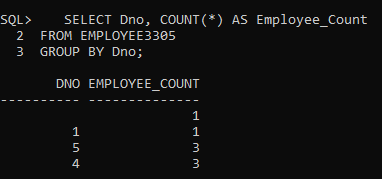 SQL>    SELECT Dno, COUNT(*) AS Employee_Count
  2  FROM EMPLOYEE3305
  3  GROUP BY Dno;
       DNO EMPLOYEE_COUNT
---------- --------------
                        1
         1              1
         5              3
         4              3